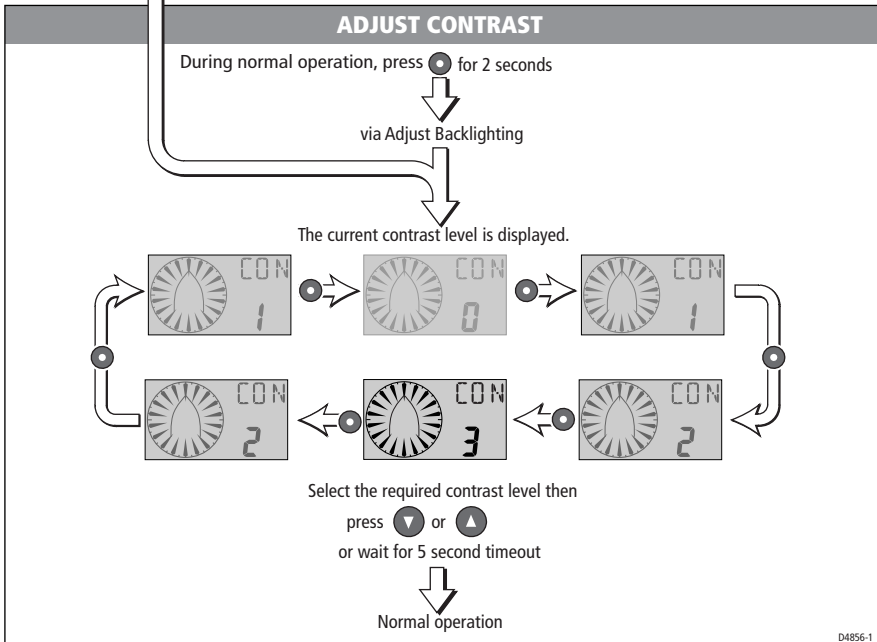 ADJUST CONTRAST
During normal operation, press for 2 seconds
via Adjust Backlighting
The current contrast level is displayed.
CON
1
CON
0
CON
1
CON
2
CON
3
CON
2
Select the required contrast level then
press or
or wait for 5 second timeout
Normal operation
D4856-1